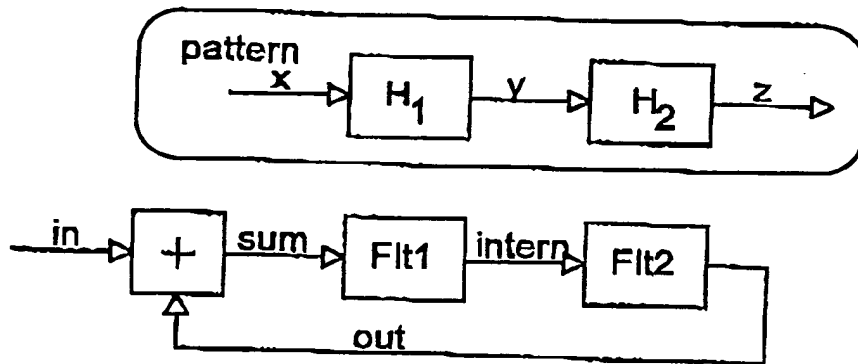 pattern
x H1 y H2 z
in + sum Flt1 intern Flt2
out